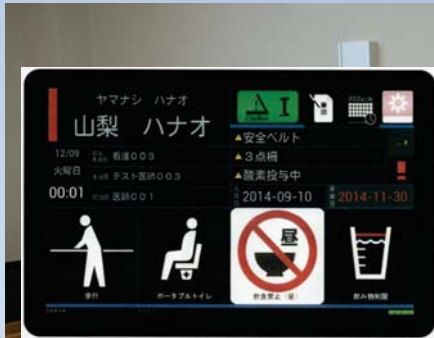 ヤマナシ ハナオ
山梨 ハナオ
12/09
火曜日
00:01
看護003
テスト医師003
医師001
I
▲安全ベルト
▲3点柵
▲酸素投与中
2014-09-10
2014-11-30
歩行
ポータブルトイレ
昼
飲食禁止(昼)
飲み物制限